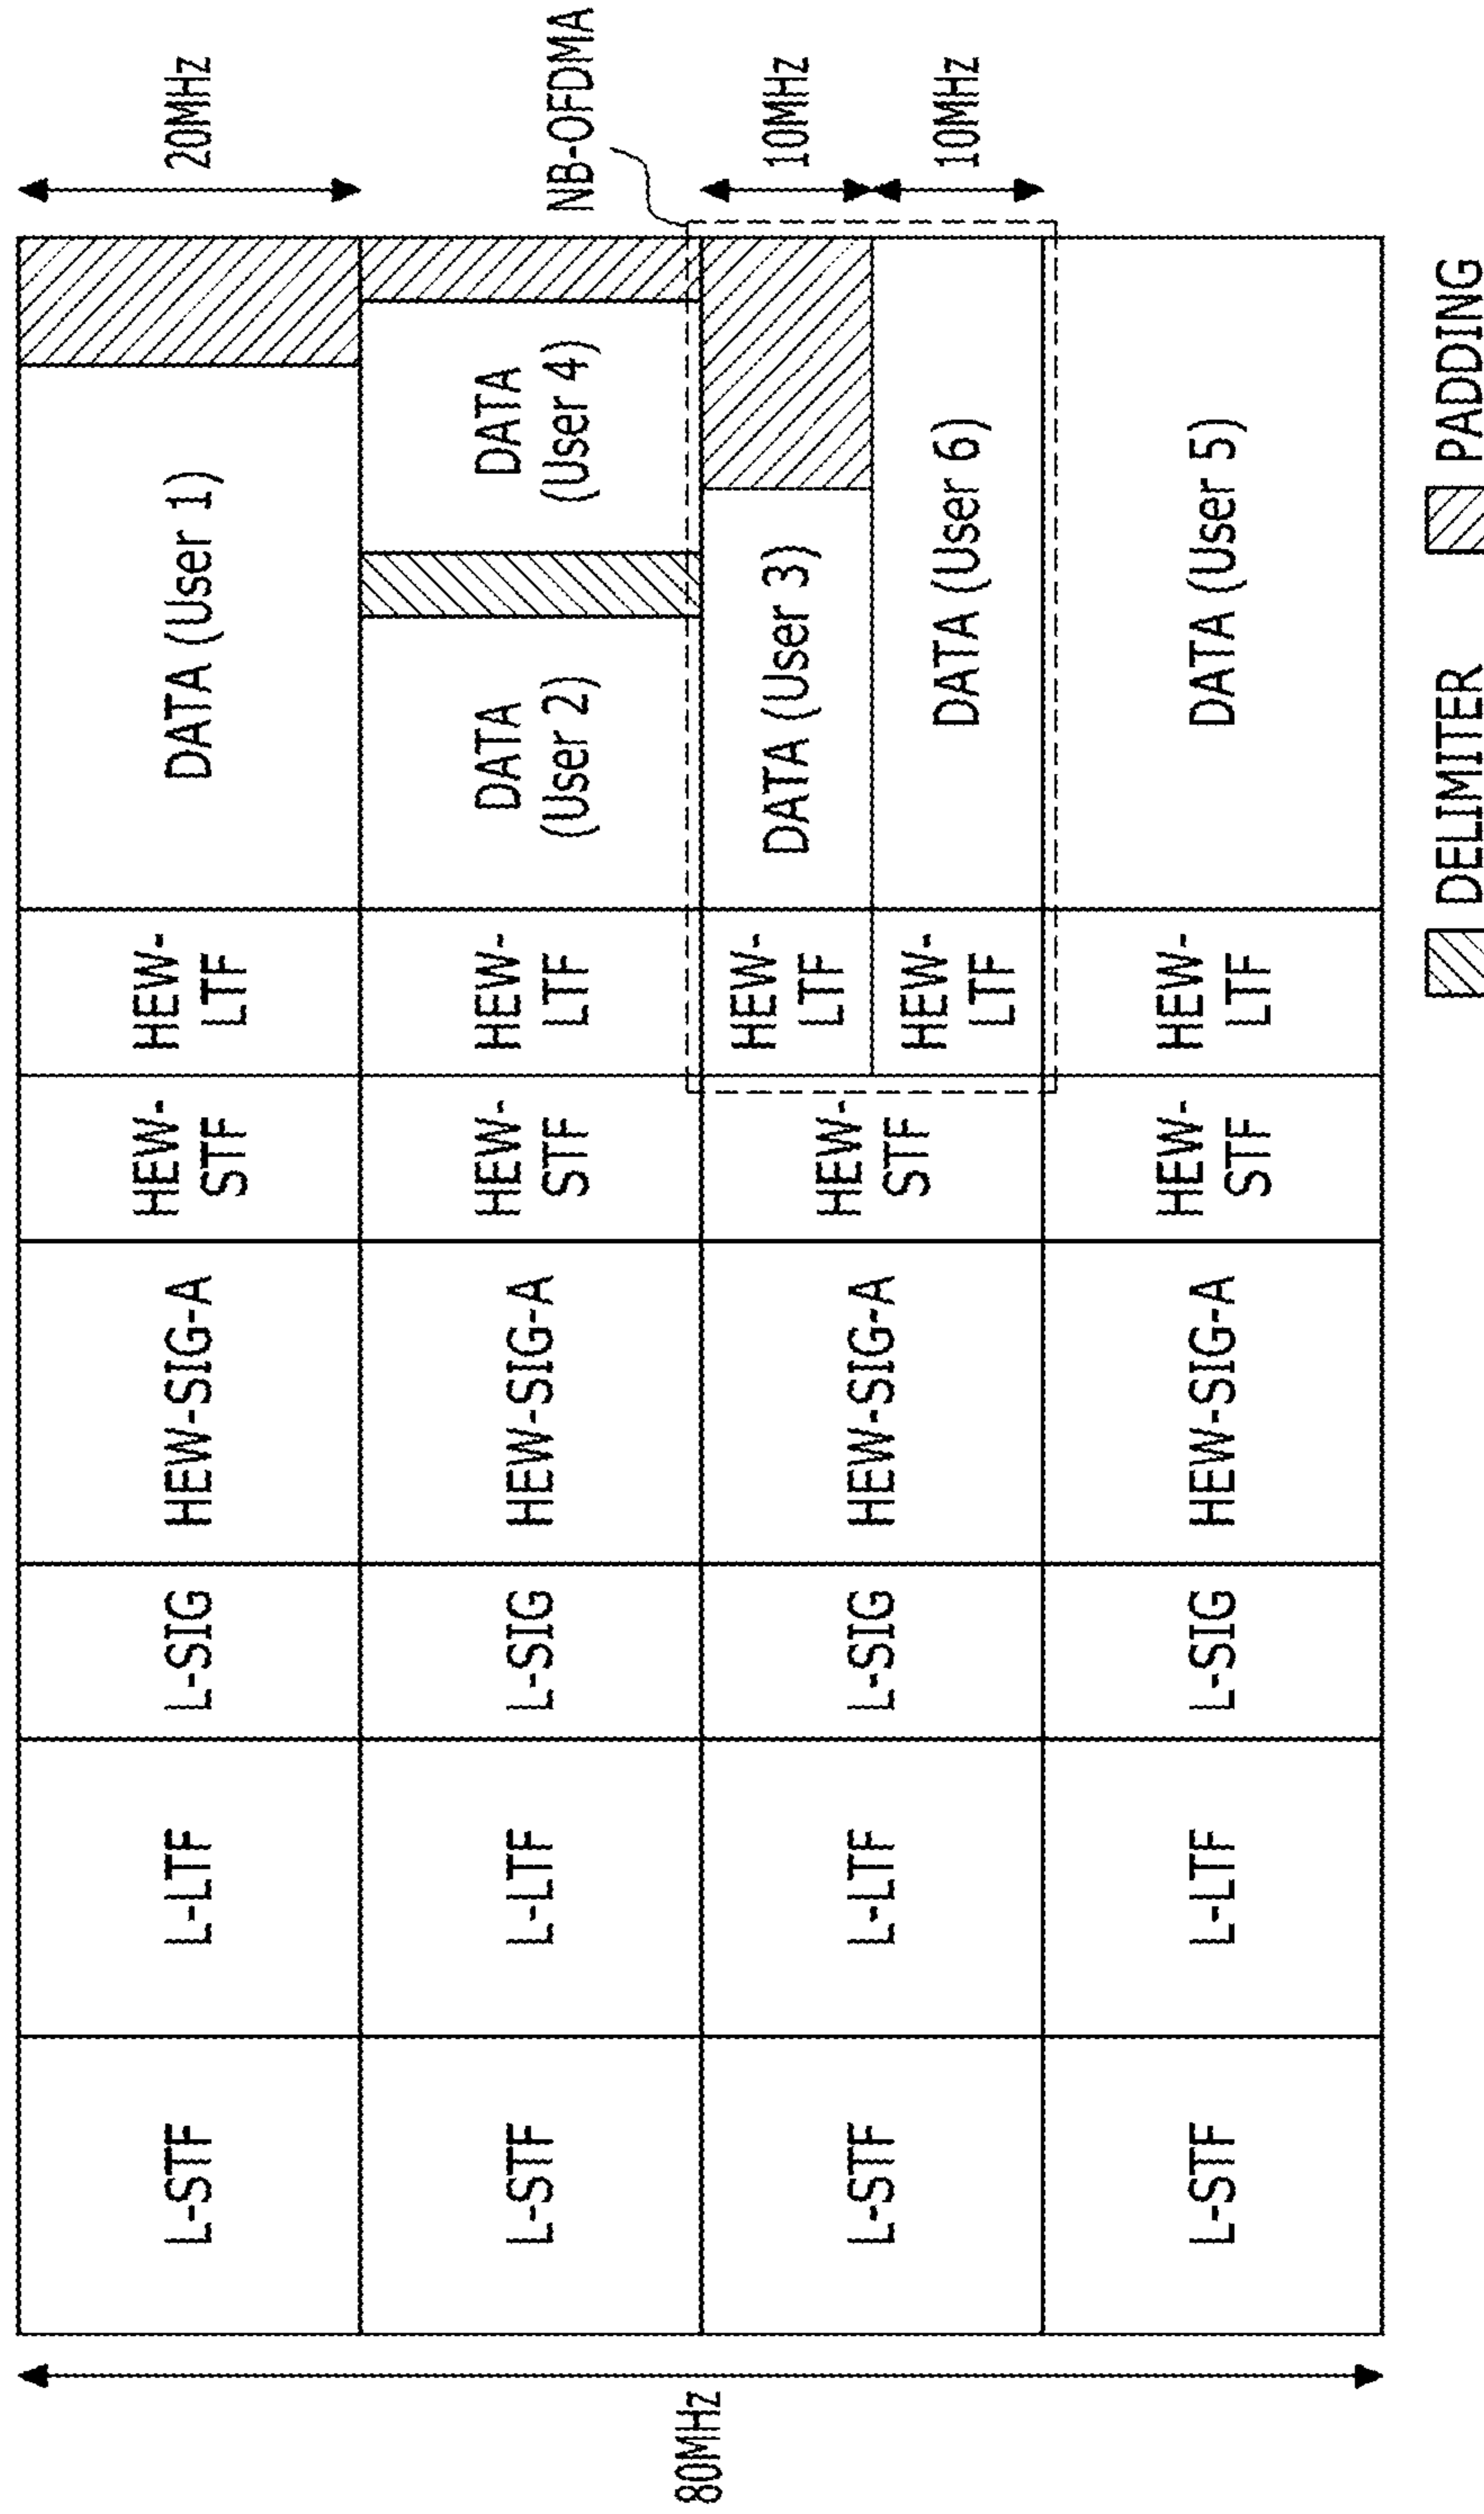 80MHz
L-STF
L-LTF
L-SIG
HEW-SIG-A
HEW-
STF
HEW-
LTF
DATA (User 1)
20MHz
L-STF
L-LTF
L-SIG
HEW-SIG-A
HEW-
STF
HEW-
LTF
DATA
(User 2)
DATA
(User 4)
NB-OFDMA
L-STF
L-LTF
L-SIG
HEW-SIG-A
HEW-
STF
HEW-
LTF
DATA (User 3)
10MHz
HEW-
LTF
DATA (User 6)
10MHz
L-STF
L-LTF
L-SIG
HEW-SIG-A
HEW-
STF
HEW-
LTF
DATA (User 5)
DELIMITER
PADDING